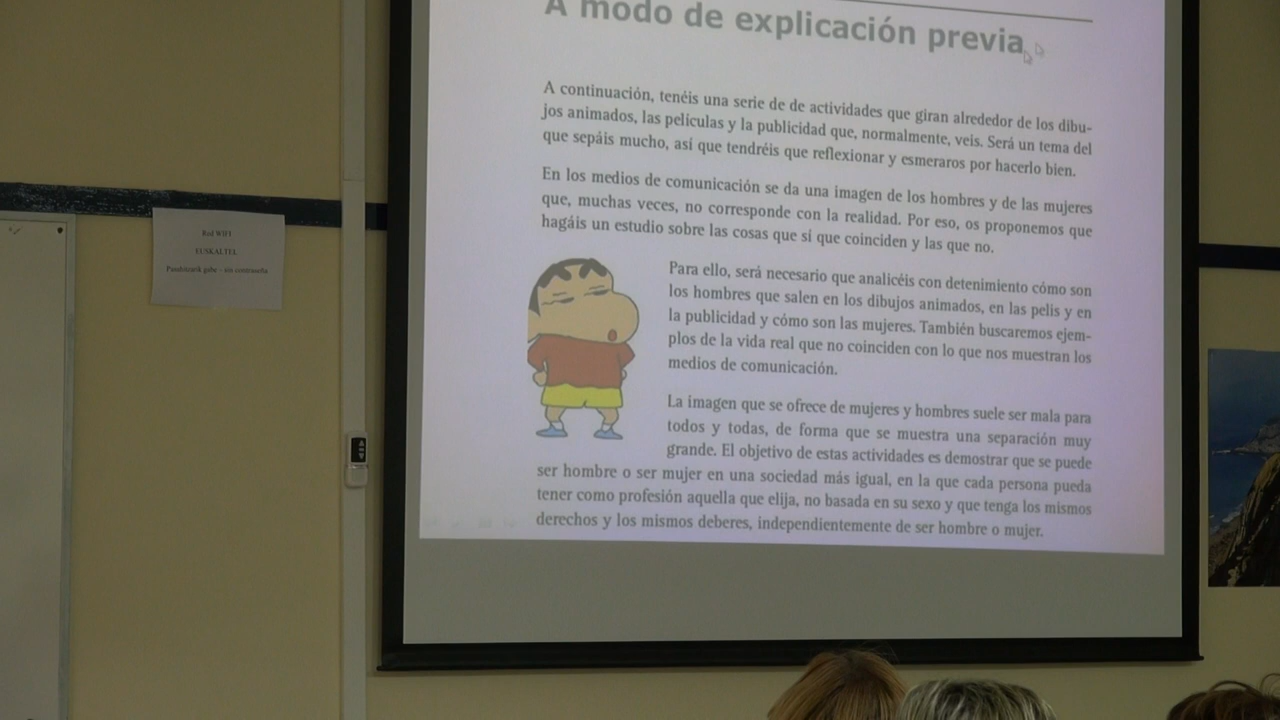 A modo de explicación previa
A continuación, tenéis una serie de de actividades que giran alrededor de los dibu-
jos animados, las películas y la publicidad que, normalmente, veis. Será un tema del
que sepáis mucho, así que tendréis que reflexionar y esmeraros por hacerlo bien.
En los medios de comunicación se da una imagen de los hombres y de las mujeres
que, muchas veces, no corresponde con la realidad. Por eso, os proponemos que
hagáis un estudio sobre las cosas que sí que coinciden y las que no.
Para ello, será necesario que analicéis con detenimiento cómo son
los hombres que salen en los dibujos animados, en las pelis y en
la publicidad y cómo son las mujeres. También buscaremos ejem-
plos de la vida real que no coinciden con lo que nos muestran los
medios de comunicación.
La imagen que se ofrece de mujeres y hombres suele ser mala para
todos y todas, de forma que se muestra una separación muy
grande. El objetivo de estas actividades es demostrar que se puede
ser hombre o ser mujer en una sociedad más igual, en la que cada persona pueda
tener como profesión aquella que elija, no basada en su sexo y que tenga los mismos
derechos y los mismos deberes, independientemente de ser hombre o mujer.
Red WIFI
EUSKALTEL
Pasahitzarik gabe - sin contraseña